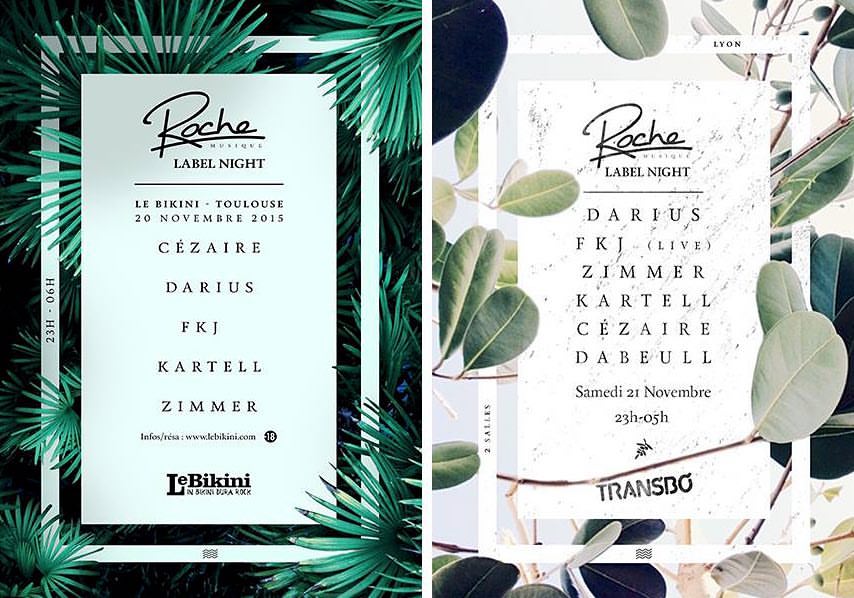 Roche
MUSIQUE
LABEL NIGHT
LE BIKINI - TOULOUSE
20 NOVEMBRE 2015
CÉZAIRE
DARIUS
FKJ
KARTELL
ZIMMER
Infos/résa : www.lebikini.com -18
LeBikini
IN BIKINI DURA ROCK
23H - 06H
LYON
Roche
MUSIQUE
LABEL NIGHT
DARIUS
FKJ (LIVE)
ZIMMER
KARTELL
CÉZAIRE
DABEULL
Samedi 21 Novembre
23h-05h
TRANSBO
2 SALLES